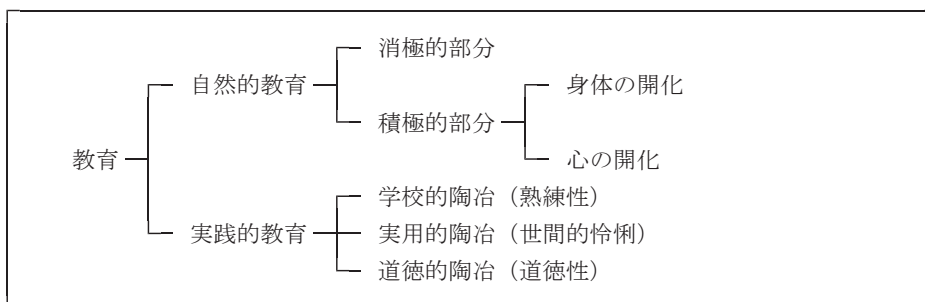 消極的部分
自然的教育
身体の開化
積極的部分
教育
心の開化
学校的陶冶（熟練性）
実践的教育 実用的陶冶（世間的怜悧）
道徳的陶冶（道徳性）